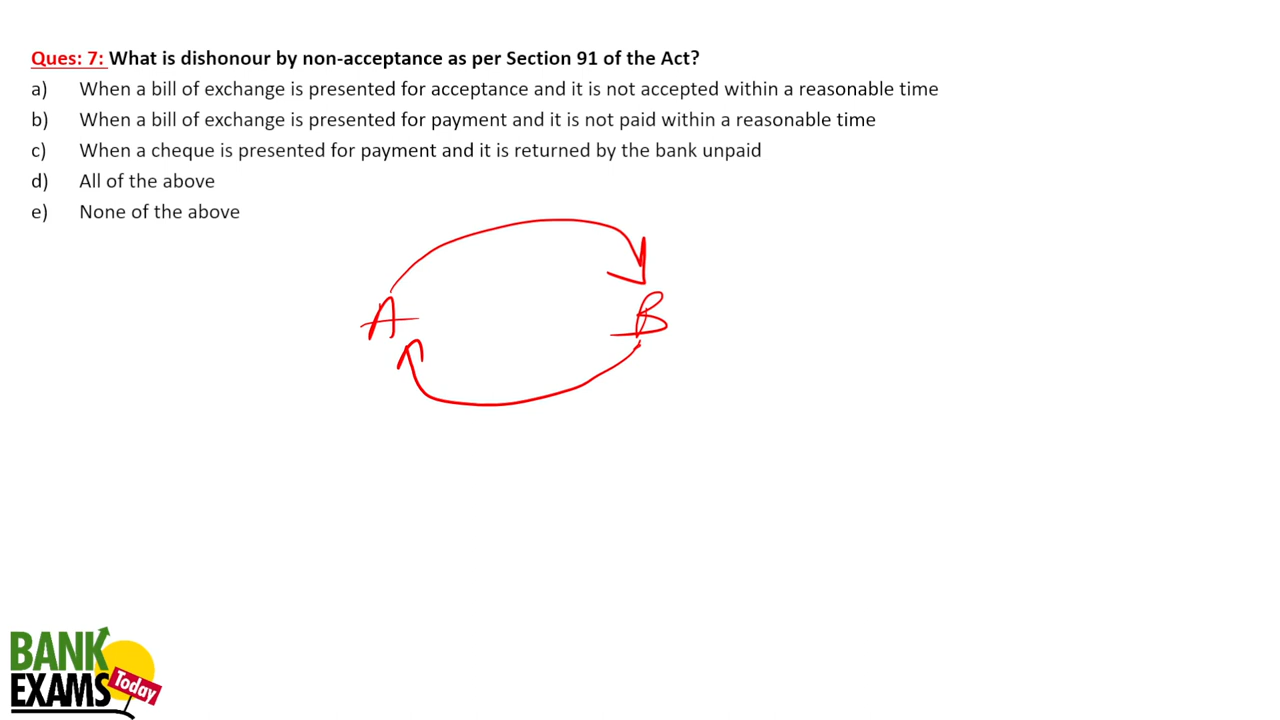 Ques: 7: What is dishonour by non-acceptance as per Section 91 of the Act?
a) When a bill of exchange is presented for acceptance and it is not accepted within a reasonable time
b) When a bill of exchange is presented for payment and it is not paid within a reasonable time
c) When a cheque is presented for payment and it is returned by the bank unpaid
d) All of the above
e) None of the above
A B
BANK
EXAMS Today